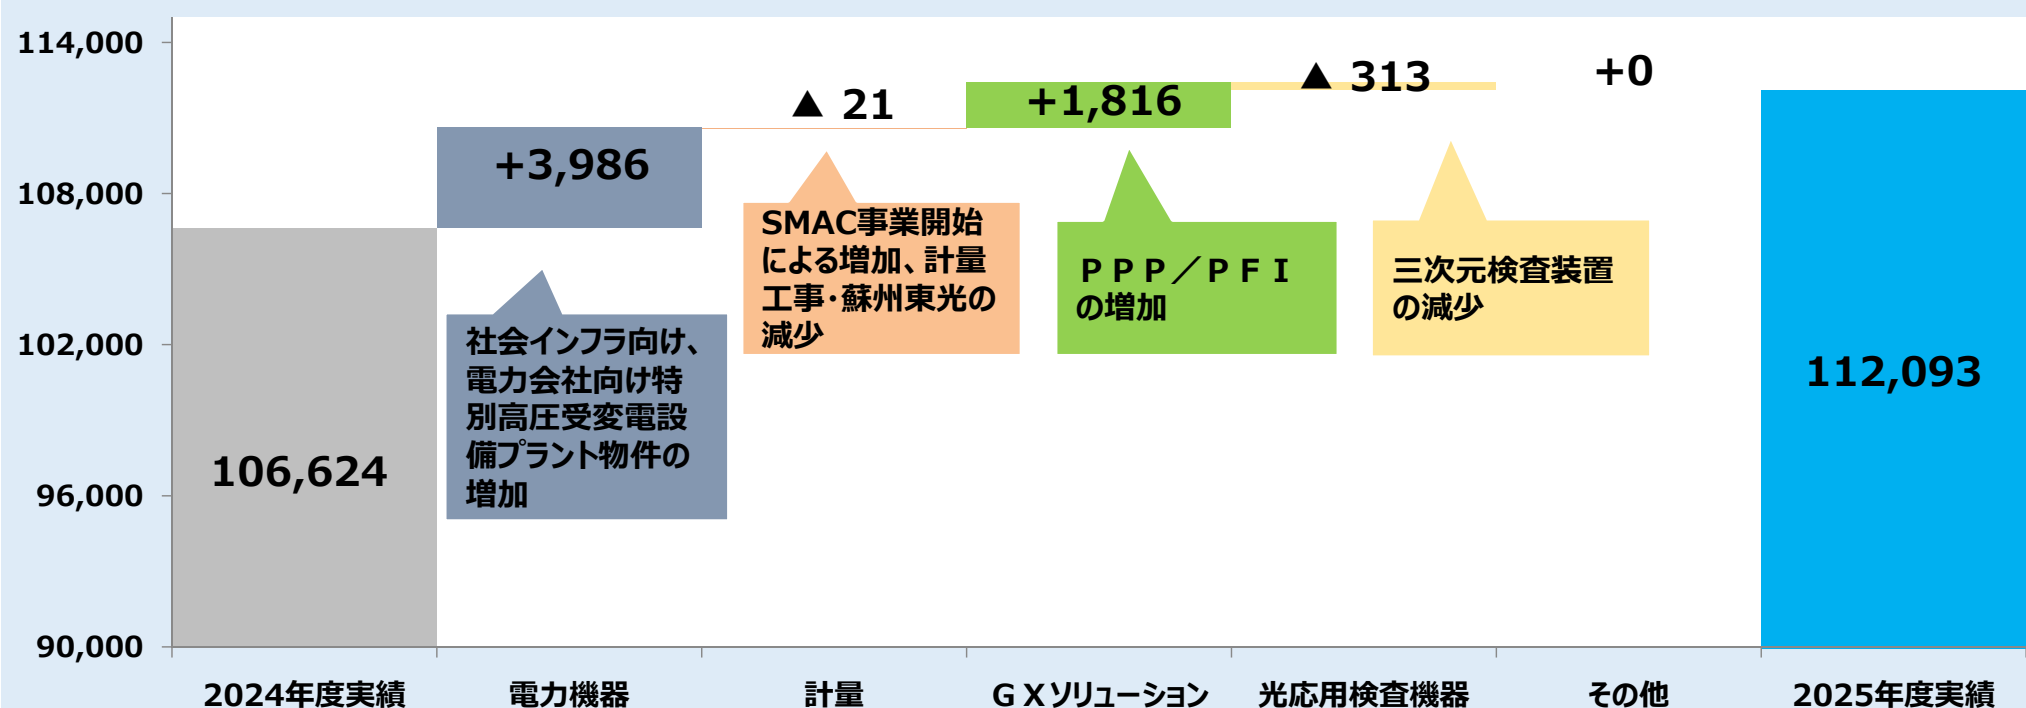 114,000
108,000
102,000
96,000
90,000
106,624
+3,986
▲ 21
+1,816
▲ 313
+0
112,093
社会インフラ向け、
電力会社向け特
別高圧受変電設
備プラント物件の
増加
SMAC事業開始
による増加、計量
工事・蘇州東光の
減少
ＰＰＰ／ＰＦＩ
の増加
三次元検査装置
の減少
2024年度実績
電力機器
計量
ＧＸソリューション
光応用検査機器
その他
2025年度実績